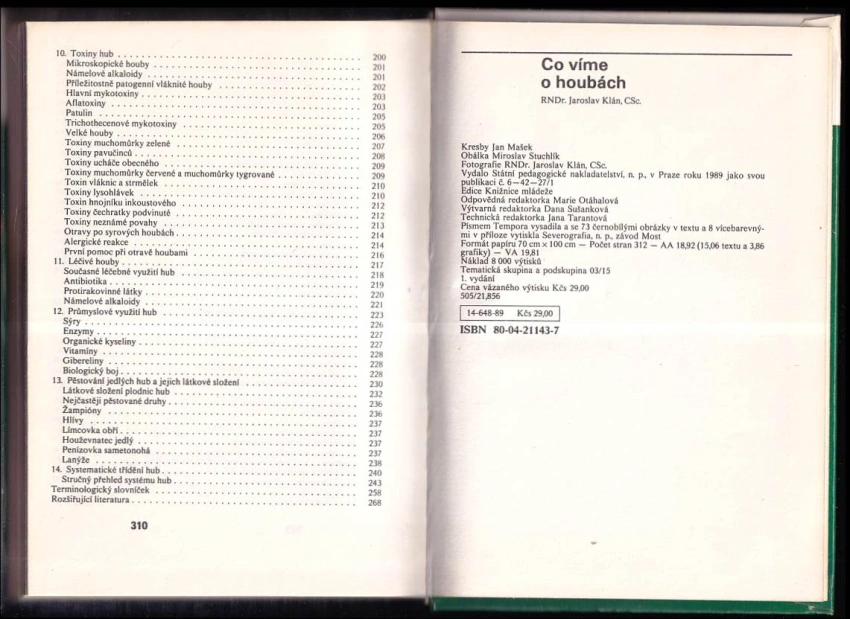 10. Toxiny hub . . . 200
Mikroskopické houby . . . 201
Námelové alkaloidy . . . 201
Příležitostně patogenní vláknité houby . . . 202
Hlavní mykotoxiny . . . 203
Aflatoxiny . . . 203
Patulin . . . 205
Trichothecenové mykotoxiny . . . 205
Velké houby . . . 206
Toxiny muchomůrky zelené . . . 207
Toxiny pavučinců . . . 208
Toxiny ucháče obecného . . . 209
Toxiny muchomůrky červené a muchomůrky tygrované . . . 209
Toxin vláknic a strmělek . . . 210
Toxiny lysohlávek . . . 210
Toxin hnojníku inkoustového . . . 212
Toxiny čechratky podvinuté . . . 212
Toxiny neznámé povahy . . . 213
Otravy po syrových houbách . . . 214
Alergické reakce . . . 214
První pomoc při otravě houbami . . . 216
11. Léčivé houby . . . 217
Současné léčebné využití hub . . . 218
Antibiotika . . . 219
Protirakovinné látky . . . 220
Námelové alkaloidy . . . 221
12. Průmyslové využití hub . . . 223
Sýry . . . 226
Enzymy . . . 227
Organické kyseliny . . . 227
Vitamíny . . . 228
Gibereliny . . . 228
Biologický boj . . . 228
13. Pěstování jedlých hub a jejich látkové složení . . . 230
Látkové složení plodnic hub . . . 232
Nejčastěji pěstované druhy . . . 236
Žampióny . . . 236
Hlívy . . . 237
Límcovka obří . . . 237
Houževnatec jedlý . . . 237
Penízovka sametonohá . . . 237
Lanýže . . . 238
14. Systematické třídění hub . . . 240
Stručný přehled systému hub . . . 243
Terminologický slovníček . . . 258
Rozšiřující literatura . . . 268
310
Co víme
o houbách
RNDr. Jaroslav Klán, CSc.
Kresby Jan Mašek
Obálka Miroslav Stuchlík
Fotografie RNDr. Jaroslav Klán, CSc.
Vydalo Státní pedagogické nakladatelství, n. p., v Praze roku 1989 jako svou
publikaci č. 6—42—27/1
Edice Knižnice mládeže
Odpovědná redaktorka Marie Otáhalová
Výtvarná redaktorka Dana Sušanková
Technická redaktorka Jana Tarantová
Písmem Tempora vysadila a se 73 černobílými obrázky v textu a 8 vícebarevný-
mi v příloze vytiskla Severografia, n. p., závod Most
Formát papíru 70 cm × 100 cm — Počet stran 312 — AA 18,92 (15,06 textu a 3,86
grafiky) — VA 19,81
Náklad 8 000 výtisků
Tematická skupina a podskupina 03/15
1. vydání
Cena vázaného výtisku Kčs 29,00
505/21,856
14-648-89 Kčs 29,00
ISBN 80-04-21143-7